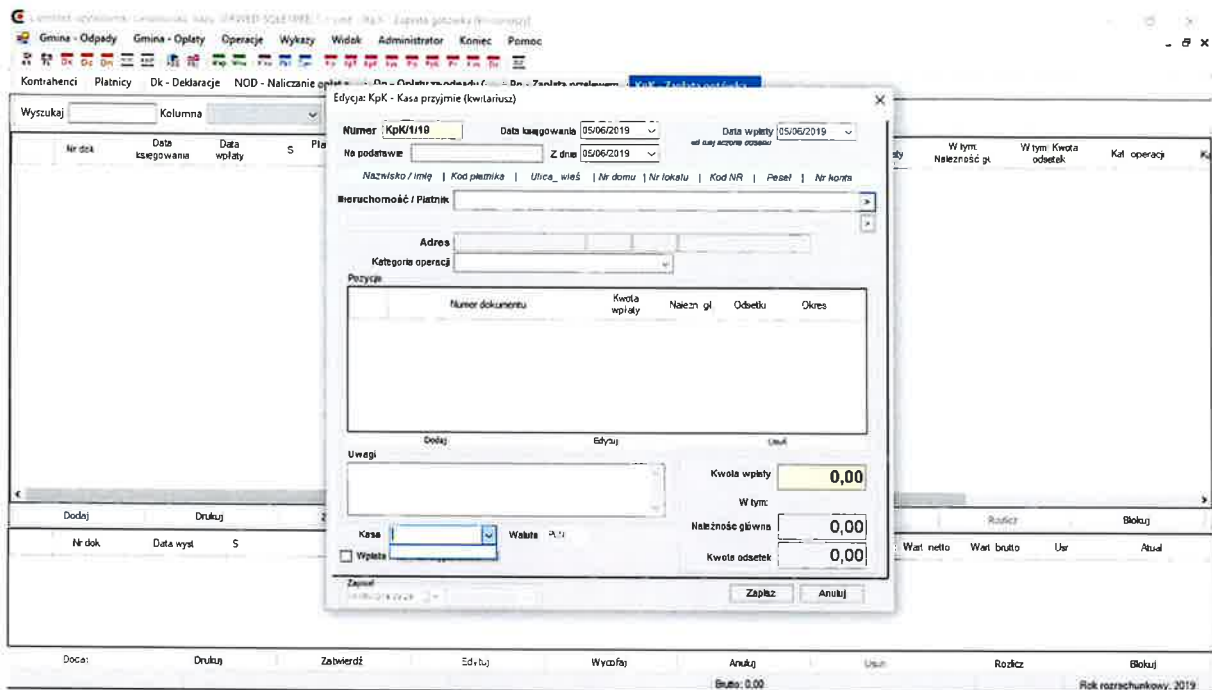 Gmina - Odpady Gmina - Opłaty Operacje Wykazy Widok Administrator Koniec Pomoc
Kontrahenci Płatnicy Dk - Deklaracje NOD - Naliczanie
Edycja: KpK - Kasa przyjmie (kwitariusz)
Wyszukaj Kolumna
Numer KpK/1/19 Data księgowania 05/06/2019 Data wpłaty 05/06/2019
Na podstawie Z dnia 05/06/2019
Nr dok Data księgowania Data wpłaty S
W tym: Należność gł. W tym: Kwota odsetek Kat. operacji
Nazwisko / imię | Kod płatnika | Ulica_ wieś | Nr domu | Nr lokalu | Kod NR | Pesel | Nr konta
Nieruchomość / Płatnik
Adres
Kategoria operacji
Pozycje
Numer dokumentu Kwota wpłaty Należn. gł. Odsetki Okres
Dodaj Edytuj Usuń
Uwagi
Kwota wpłaty 0,00
W tym:
Należność główna 0,00
Kwota odsetek 0,00
Kasa Waluta PLN
Wpłata
Dodaj Drukuj Rozlicz Blokuj
Nr dok Data wyst S Wart. netto Wart. brutto Usr Atual
Zapisał
Zapisz Anuluj
Dodaj Drukuj Zatwierdź Edytuj Wycofaj Anuluj Usuń Rozlicz Blokuj
Brutto: 0,00 Rok rozrachunkowy: 2019